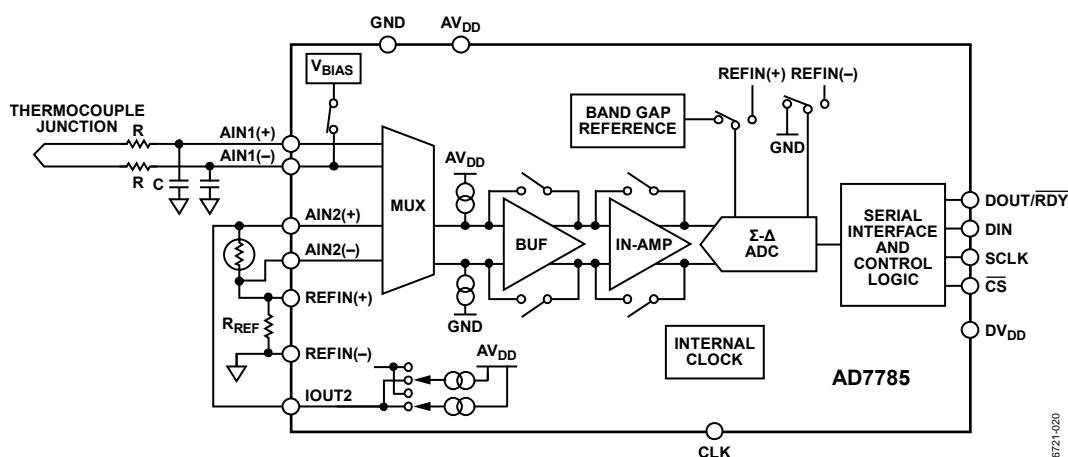 GND
AVDD
VBIAS
REFIN(+) REFIN(–)
THERMOCOUPLE
JUNCTION
R
AIN1(+)
BAND GAP
REFERENCE
GND
AIN1(–)
R
C
AVDD
MUX
AIN2(+)
BUF
IN-AMP
Σ-Δ
ADC
SERIAL
INTERFACE
AND
CONTROL
LOGIC
DOUT/RDY
DIN
SCLK
CS
AIN2(–)
REFIN(+)
GND
RREF
INTERNAL
CLOCK
DVDD
REFIN(–)
AVDD
AD7785
IOUT2
CLK
6721-020